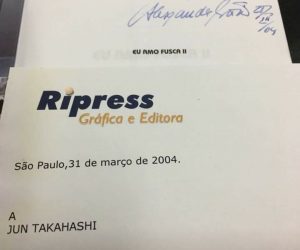 EU AMO FUSCA II
Ripress
Gráfica e Editora
São Paulo,31 de março de 2004.
A
JUN TAKAHASHI